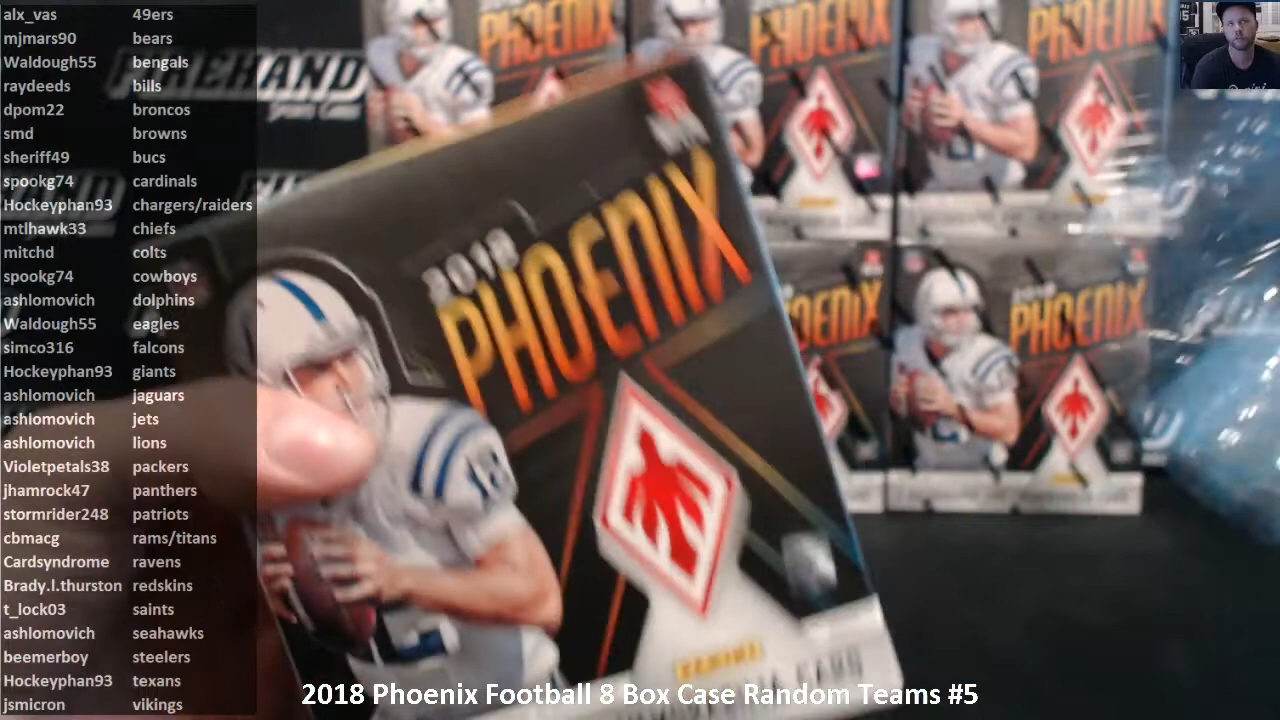 alx_vas 49ers
mjmars90 bears
Waldough55 bengals
raydeeds bills
dpom22 broncos
smd browns
sheriff49 bucs
spookg74 cardinals
Hockeyphan93 chargers/raiders
mtlhawk33 chiefs
mitchd colts
spookg74 cowboys
ashlomovich dolphins
Waldough55 eagles
simco316 falcons
Hockeyphan93 giants
ashlomovich jaguars
ashlomovich jets
ashlomovich lions
Violetpetals38 packers
jhamrock47 panthers
stormrider248 patriots
cbmacg rams/titans
Cardsyndrome ravens
Brady.l.thurston redskins
t_lock03 saints
ashlomovich seahawks
beemerboy steelers
Hockeyphan93 texans
jsmicron vikings
PHOENIX
PHOENIX
PHOENIX
2018
PHOENIX
PHOENIX
PANINI
2018 Phoenix Football 8 Box Case Random Teams #5